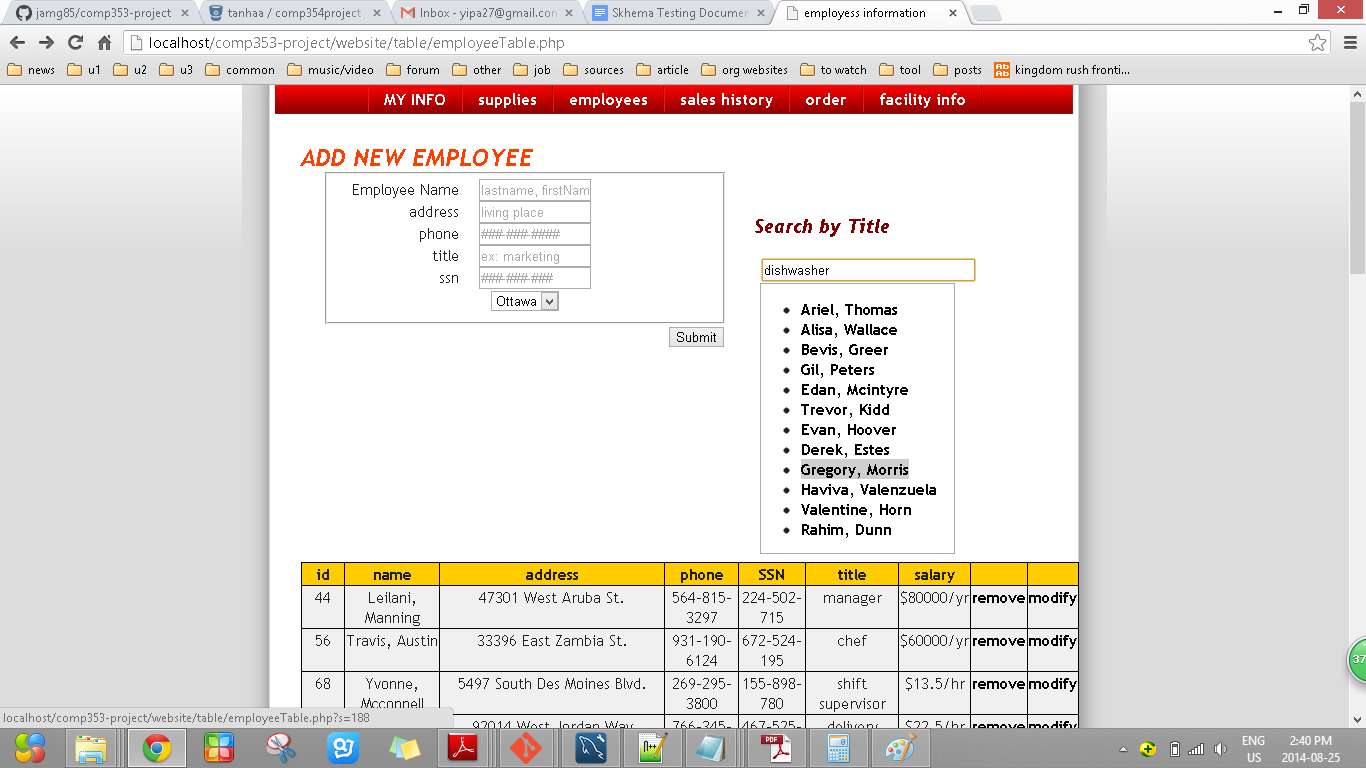 jamg85/comp353-project
tanhaa / comp354project
Inbox - yipa27@gmail.con
Skhema Testing Documer
employess information
localhost/comp353-project/website/table/employeeTable.php
news u1 u2 u3 common music/video forum other job sources article org websites to watch tool posts kingdom rush fronti...
MY INFO supplies employees sales history order facility info
ADD NEW EMPLOYEE
Employee Name lastname, firstNam
address living place
phone ###-###-####
title ex: marketing
ssn ###-###-###
Ottawa
Submit
Search by Title
dishwasher
Ariel, Thomas
Alisa, Wallace
Bevis, Greer
Gil, Peters
Edan, Mcintyre
Trevor, Kidd
Evan, Hoover
Derek, Estes
Gregory, Morris
Haviva, Valenzuela
Valentine, Horn
Rahim, Dunn
id name address phone SSN title salary
44 Leilani, 47301 West Aruba St. 564-815- 224-502- manager $80000/yr remove modify
Manning 3297 715
56 Travis, Austin 33396 East Zambia St. 931-190- 672-524- chef $60000/yr remove modify
6124 195
68 Yvonne, 5497 South Des Moines Blvd. 269-295- 155-898- shift $13.5/hr remove modify
Mcconnell 3800 780 supervisor
92014 West Jordan Way 766-345- 467-525- delivery $22.5/hr remove modify
localhost/comp353-project/website/table/employeeTable.php?s=188
37
ENG 2:40 PM
US 2014-08-25